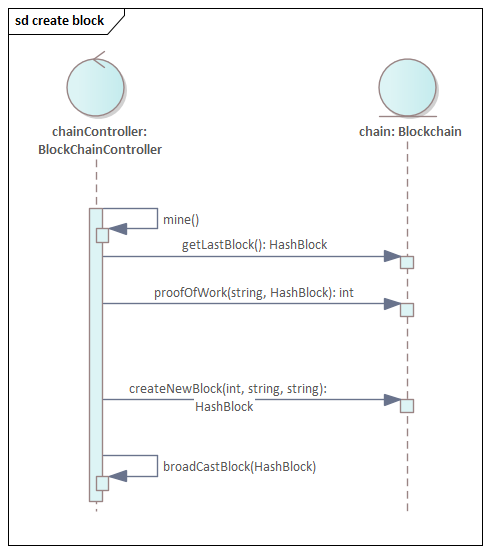 sd create block
chainController:
BlockChainController
chain: Blockchain
mine()
getLastBlock(): HashBlock
proofOfWork(string, HashBlock): int
createNewBlock(int, string, string):
HashBlock
broadCastBlock(HashBlock)